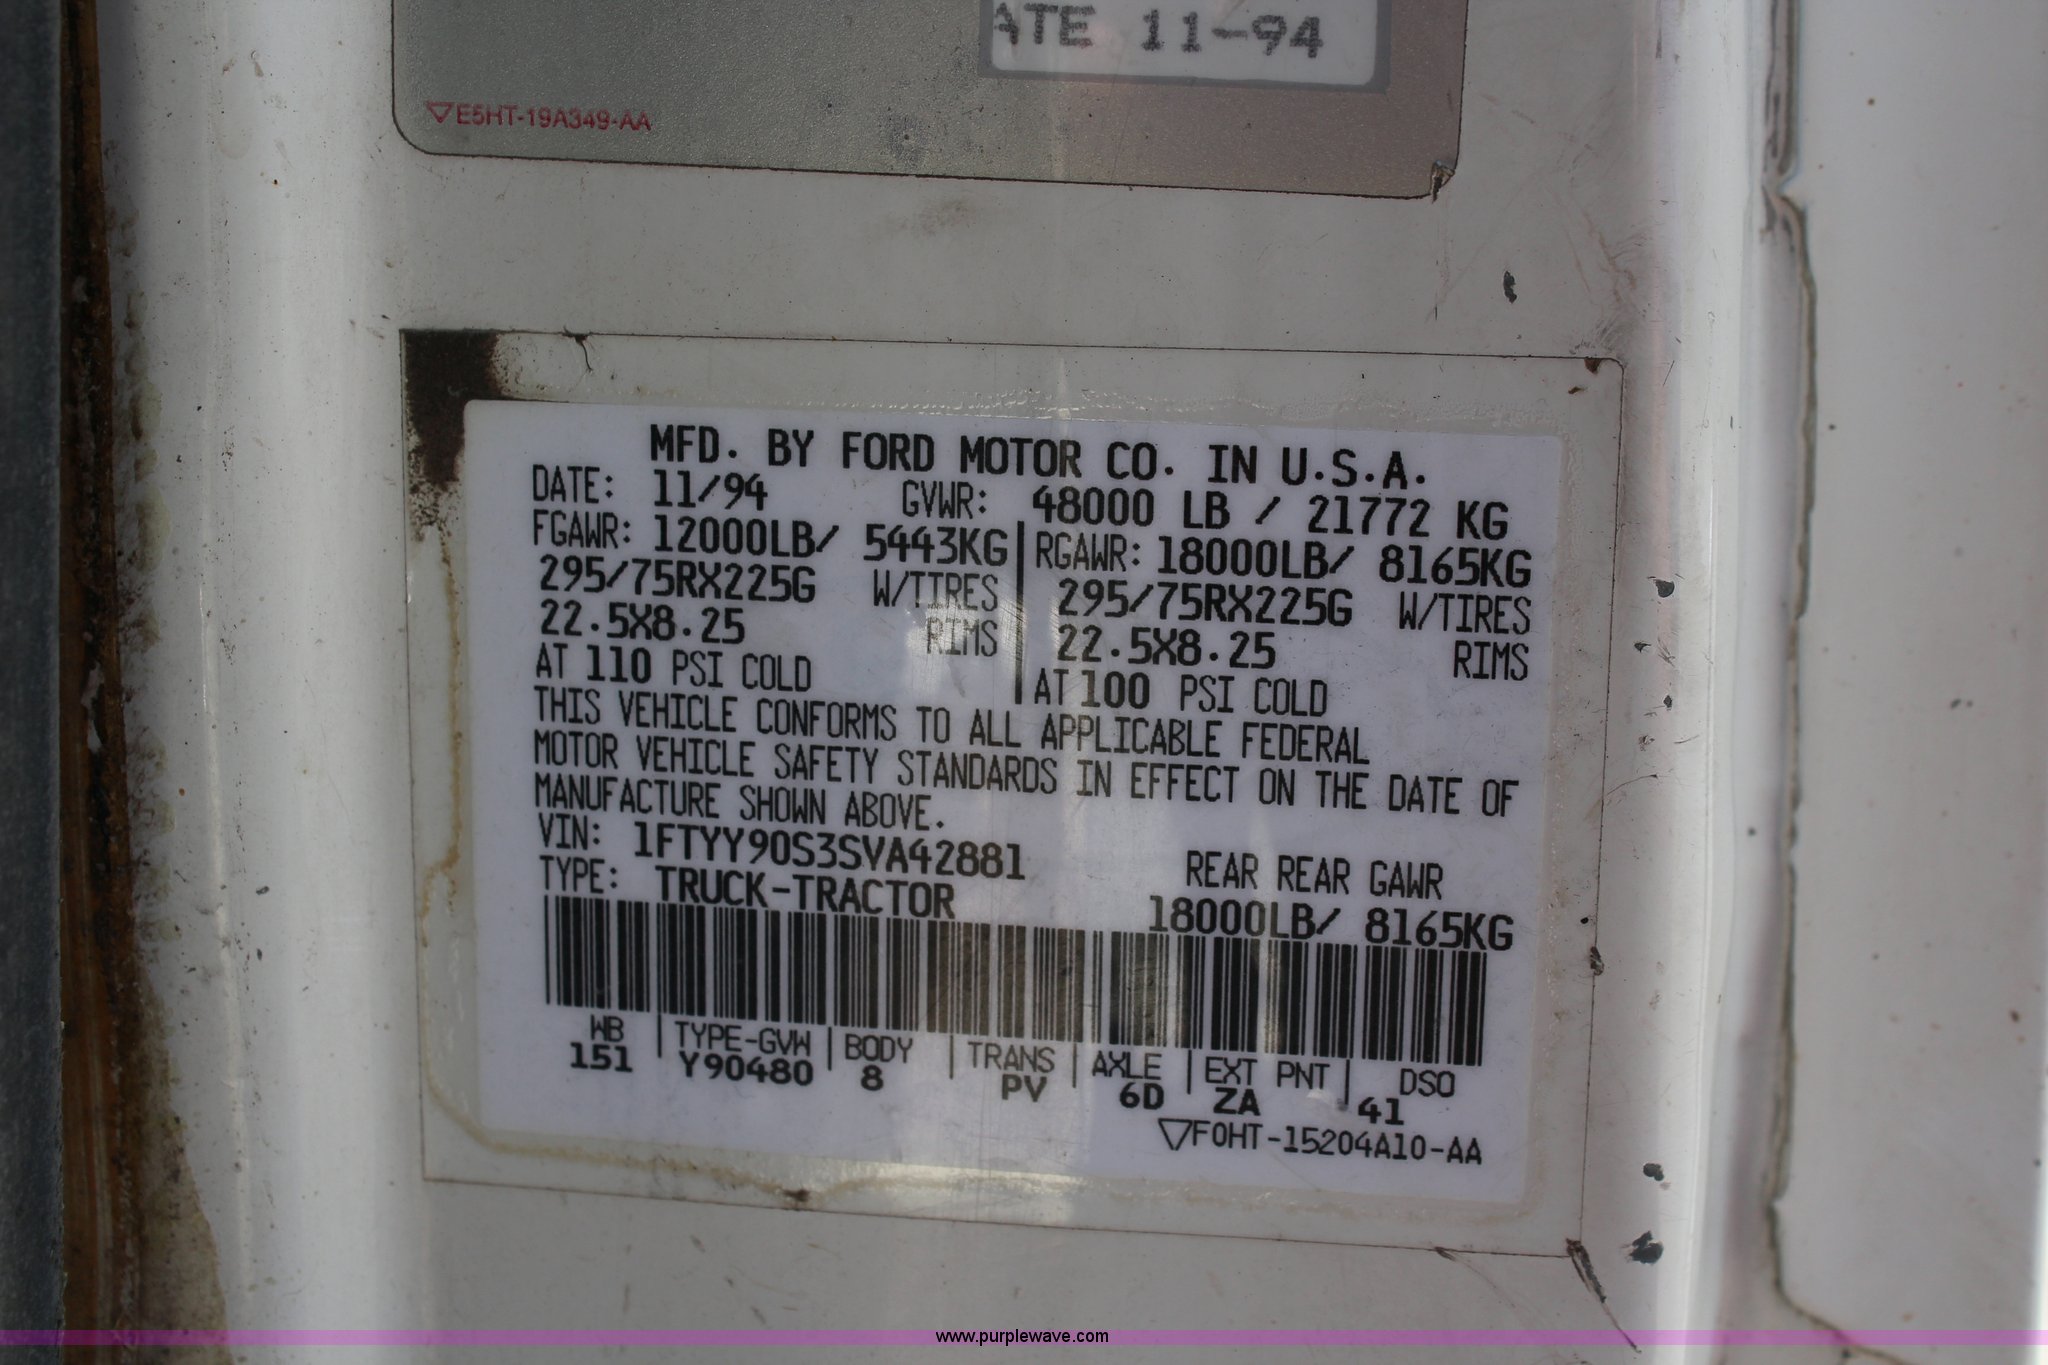 ATE 11-94
▽E5HT-19A349-AA
MFD. BY FORD MOTOR CO. IN U.S.A.
DATE: 11/94 GVWR: 48000 LB / 21772 KG
FGAWR: 12000LB/ 5443KG RGAWR: 18000LB/ 8165KG
295/75RX225G W/TIRES 295/75RX225G W/TIRES
22.5X8.25 RIMS 22.5X8.25 RIMS
AT 110 PSI COLD AT 100 PSI COLD
THIS VEHICLE CONFORMS TO ALL APPLICABLE FEDERAL
MOTOR VEHICLE SAFETY STANDARDS IN EFFECT ON THE DATE OF
MANUFACTURE SHOWN ABOVE.
VIN: 1FTYY90S3SVA42881 REAR REAR GAWR
TYPE: TRUCK-TRACTOR 18000LB/ 8165KG
WB | TYPE-GVW | BODY | TRANS | AXLE | EXT PNT | DSO
151 Y90480 8 PV 6D ZA 41
▽F0HT-15204A10-AA
www.purplewave.com